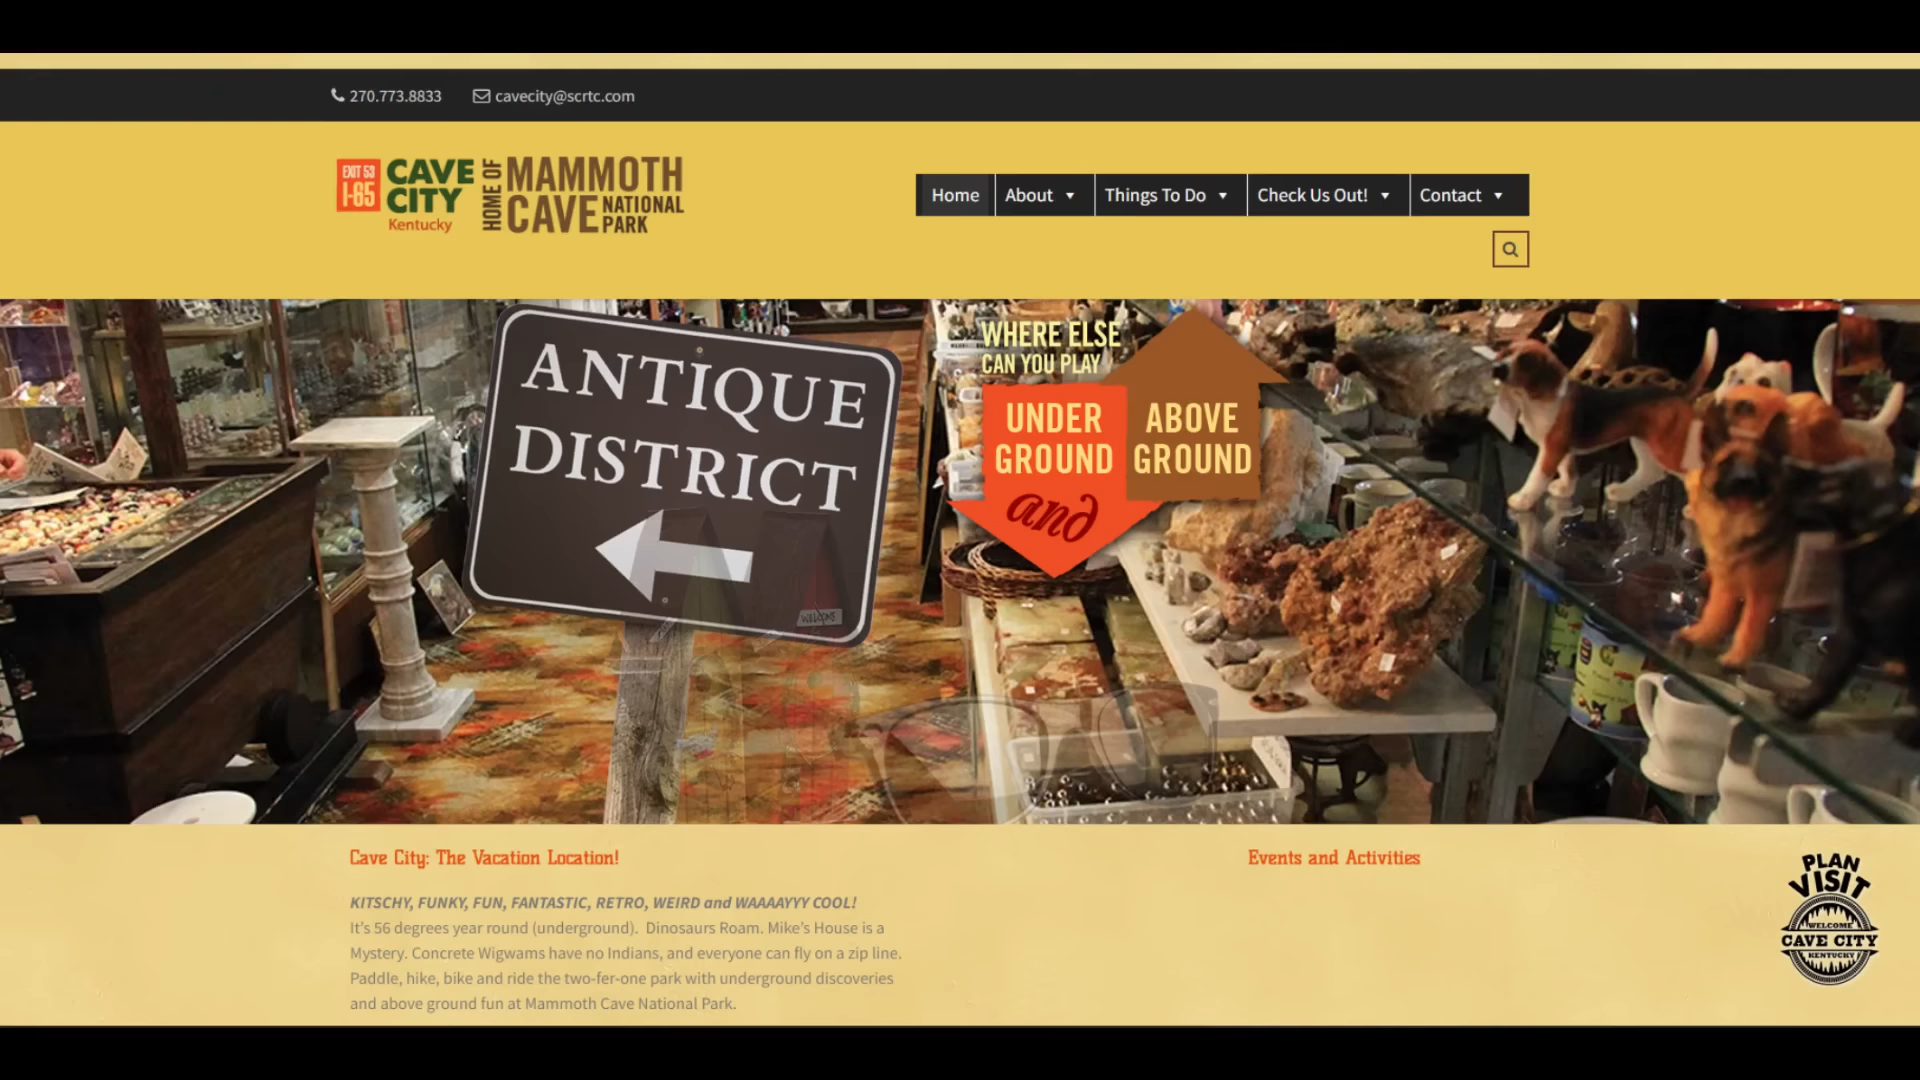 270.773.8833
cavecity@scrtc.com
EXIT 53
I-65
CAVE
CITY
Kentucky
HOME OF
MAMMOTH
CAVE NATIONAL
PARK
Home
About
Things To Do
Check Us Out!
Contact
ANTIQUE
DISTRICT
WELCOME
WHERE ELSE
CAN YOU PLAY
UNDER
GROUND
and
ABOVE
GROUND
Cave City: The Vacation Location!
KITSCHY, FUNKY, FUN, FANTASTIC, RETRO, WEIRD and WAAAAYYY COOL!
It's 56 degrees year round (underground). Dinosaurs Roam. Mike's House is a
Mystery. Concrete Wigwams have no Indians, and everyone can fly on a zip line.
Paddle, hike, bike and ride the two-fer-one park with underground discoveries
and above ground fun at Mammoth Cave National Park.
Events and Activities
PLAN
VISIT
WELCOME
CAVE CITY
KENTUCKY